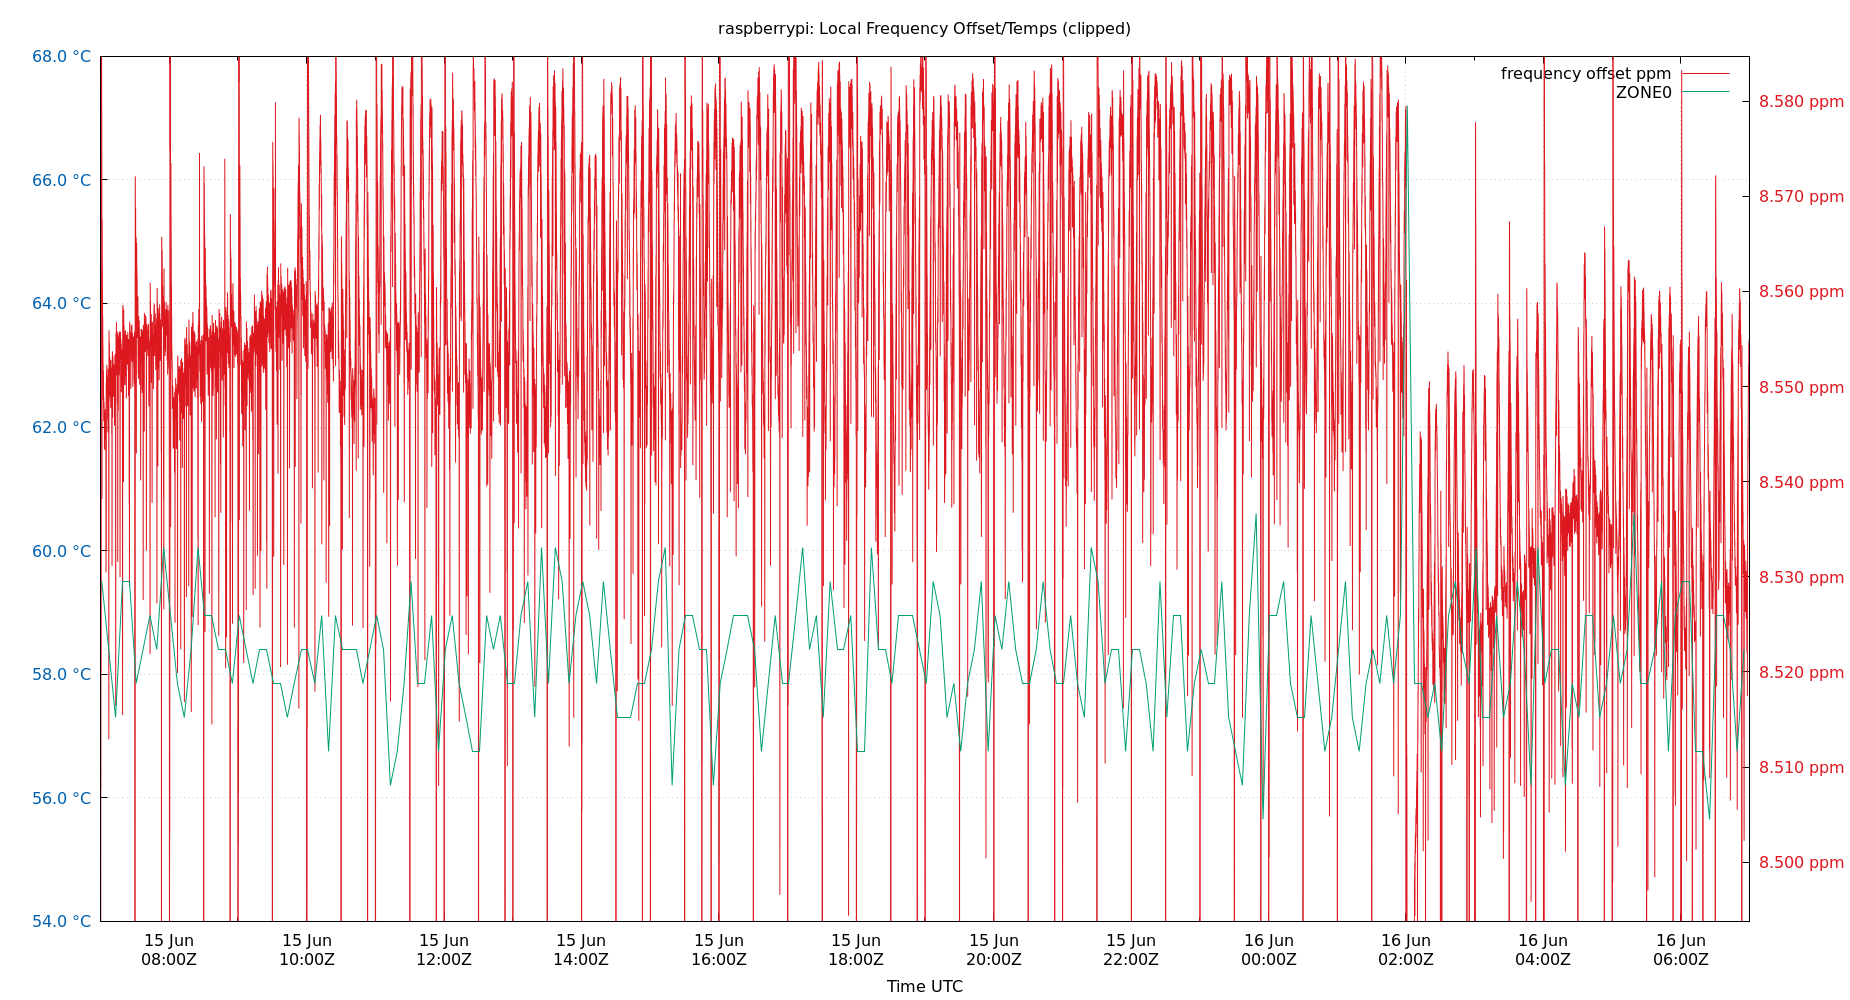 raspberrypi: Local Frequency Offset/Temps (clipped)
frequency offset ppm
ZONE0
68.0 °C
66.0 °C
64.0 °C
62.0 °C
60.0 °C
58.0 °C
56.0 °C
54.0 °C
8.580 ppm
8.570 ppm
8.560 ppm
8.550 ppm
8.540 ppm
8.530 ppm
8.520 ppm
8.510 ppm
8.500 ppm
15 Jun 15 Jun 15 Jun 15 Jun 15 Jun 15 Jun 15 Jun 15 Jun 16 Jun 16 Jun 16 Jun 16 Jun
08:00Z 10:00Z 12:00Z 14:00Z 16:00Z 18:00Z 20:00Z 22:00Z 00:00Z 02:00Z 04:00Z 06:00Z
Time UTC